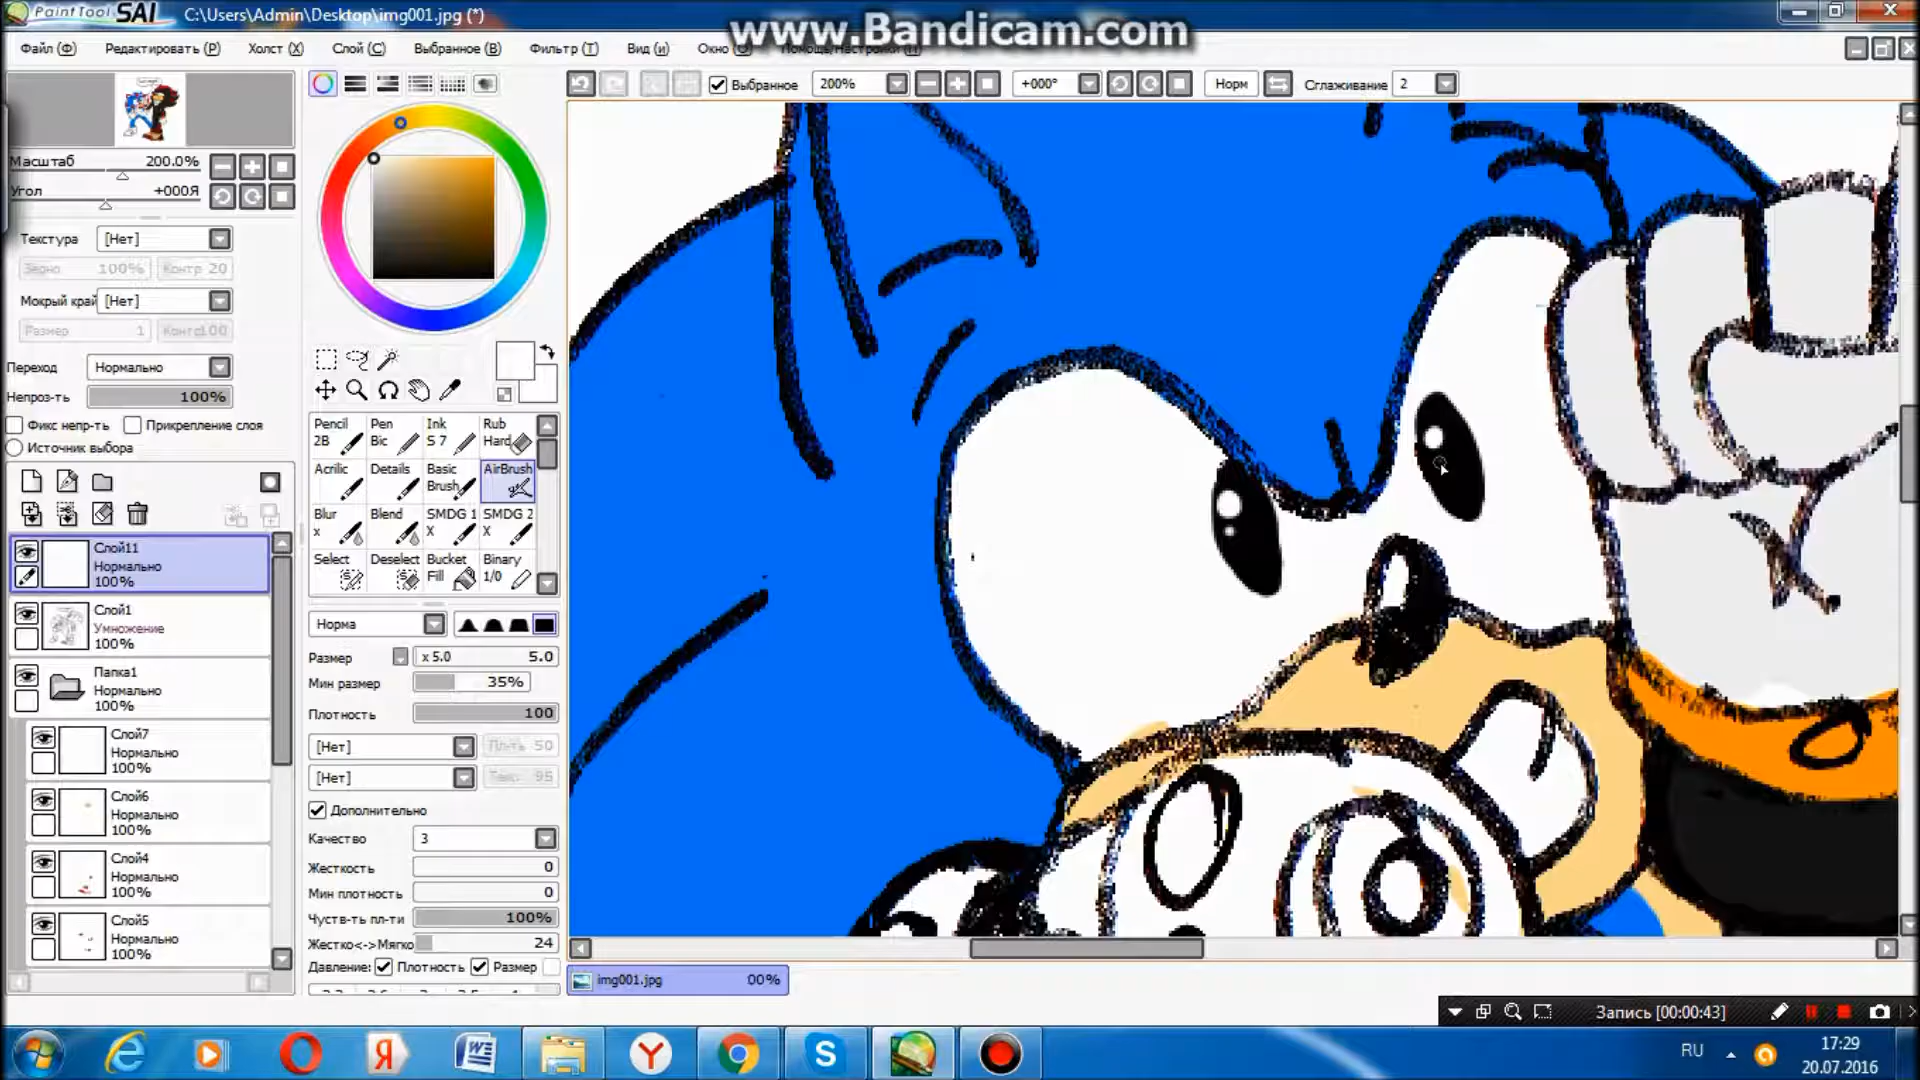 PaintTool SAI C:\Users\Admin\Desktop\img001.jpg (*)
www.Bandicam.com
Файл (Ф) Редактировать (Р) Холст (Х) Слой (С) Выбранное (В) Фильтр (Т) Вид (и) Окно Помощь/Настройки
Выбранное 200% +000° Норм Сглаживание 2
Масштаб 200.0%
Угол +000Я
Текстура [Нет]
Зерно 100% Контр 20
Мокрый край [Нет]
Размер 1 Контр 100
Переход Нормально
Непроз-ть 100%
Фикс непр-ть Прикрепление слоя
Источник выбора
Слой11
Нормально
100%
Слой1
Умножение
100%
Папка1
Нормально
100%
Слой7
Нормально
100%
Слой6
Нормально
100%
Слой4
Нормально
100%
Слой5
Нормально
100%
Pencil 2B Pen Bic Ink S 7 Rub Hard
Acrilic Details Basic Brush AirBrush
Blur x Blend SMDG 1 X SMDG 2 X
Select Deselect Bucket Fill Binary 1/0
Норма
Размер x 5.0 5.0
Мин размер 35%
Плотность 100
[Нет] Пл-ть 50
[Нет] 95
Дополнительно
Качество 3
Жесткость 0
Мин плотность 0
Чуств-ть пл-ти 100%
Жестко<->Мягко 24
Давление: Плотность Размер
img001.jpg 00%
Запись [00:00:43]
RU 17:29
20.07.2016